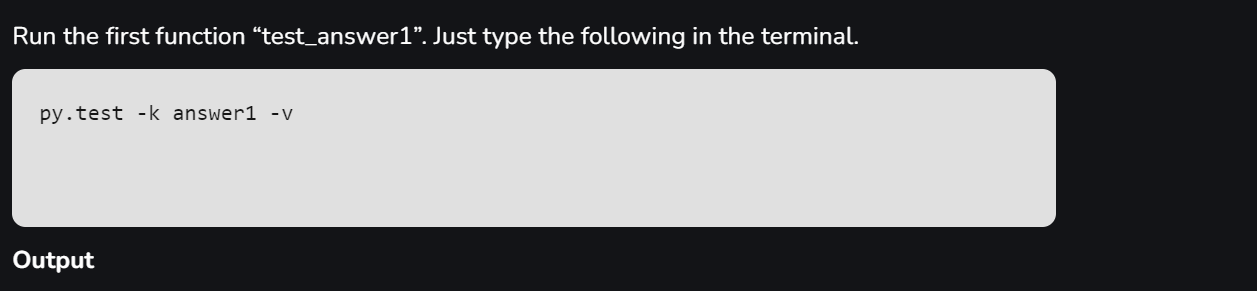 Run the first function “test_answer1”. Just type the following in the terminal.
py.test -k answer1 -v
Output